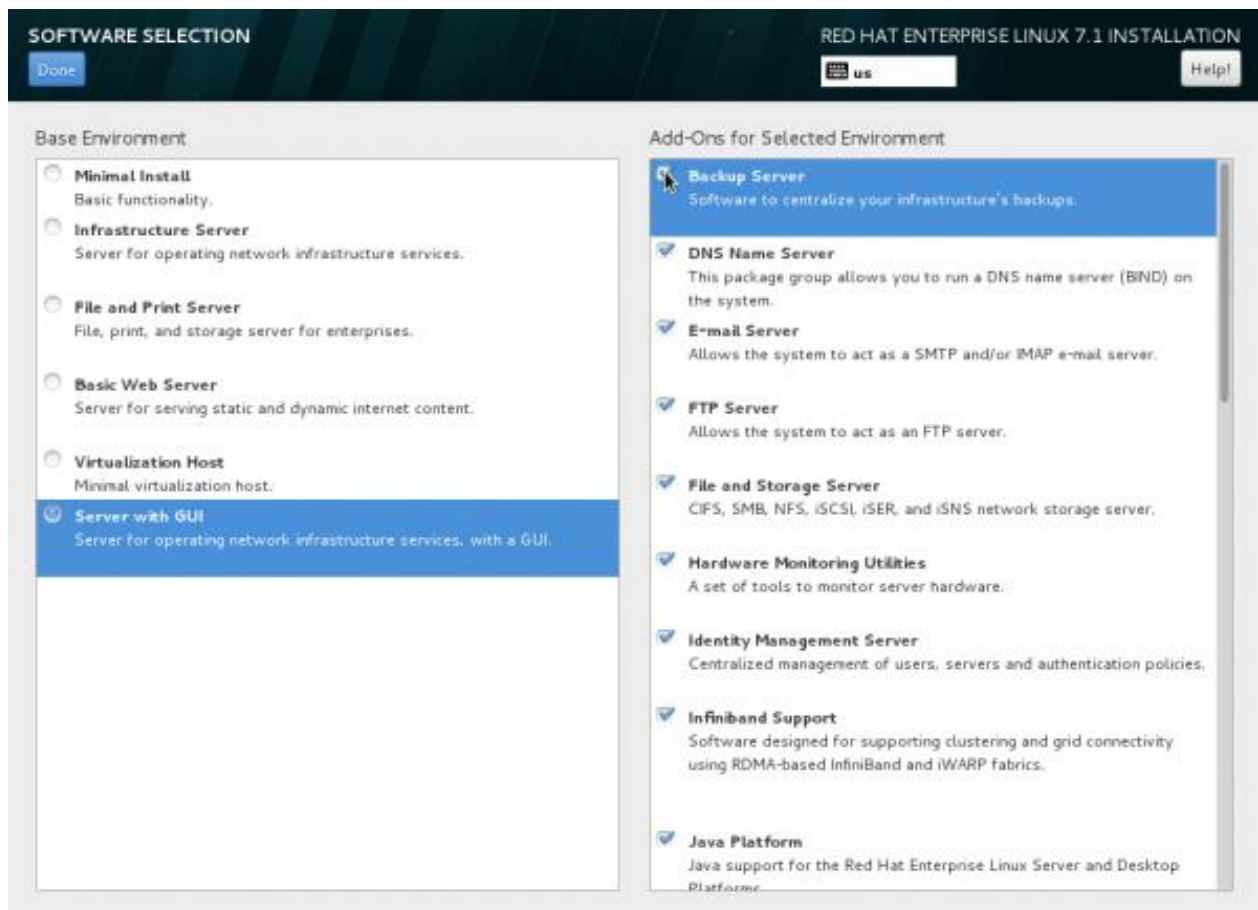 SOFTWARE SELECTION
RED HAT ENTERPRISE LINUX 7.1 INSTALLATION
Done
us
Help!
Base Environment
Minimal Install
Basic functionality.
Infrastructure Server
Server for operating network infrastructure services.
File and Print Server
File, print, and storage server for enterprises.
Basic Web Server
Server for serving static and dynamic internet content.
Virtualization Host
Minimal virtualization host.
Server with GUI
Server for operating network infrastructure services, with a GUI.
Add-Ons for Selected Environment
Backup Server
Software to centralize your infrastructure's backups.
DNS Name Server
This package group allows you to run a DNS name server (BIND) on
the system.
E-mail Server
Allows the system to act as a SMTP and/or IMAP e-mail server.
FTP Server
Allows the system to act as an FTP server.
File and Storage Server
CIFS, SMB, NFS, iSCSI, iSER, and iSNS network storage server.
Hardware Monitoring Utilities
A set of tools to monitor server hardware.
Identity Management Server
Centralized management of users, servers and authentication policies.
Infiniband Support
Software designed for supporting clustering and grid connectivity
using RDMA-based InfiniBand and iWARP fabrics.
Java Platform
Java support for the Red Hat Enterprise Linux Server and Desktop
Platforms.